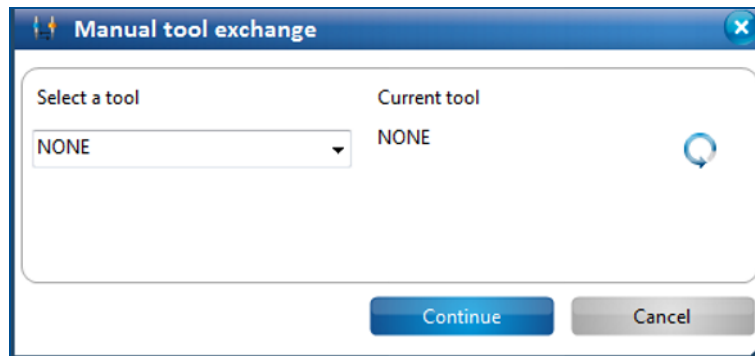 Manual tool exchange
Select a tool
Current tool
NONE
NONE
Continue
Cancel